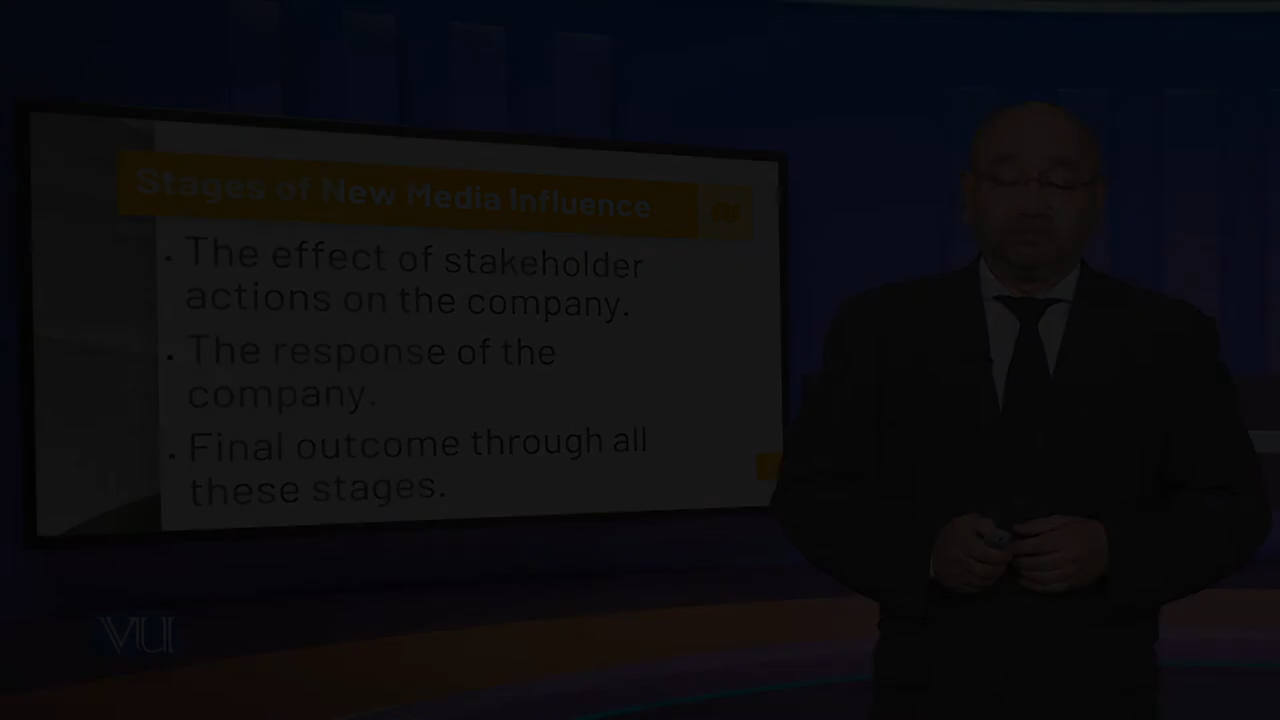 Stages of New Media Influence
. The effect of stakeholder
actions on the company.
. The response of the
company.
. Final outcome through all
these stages.
VU